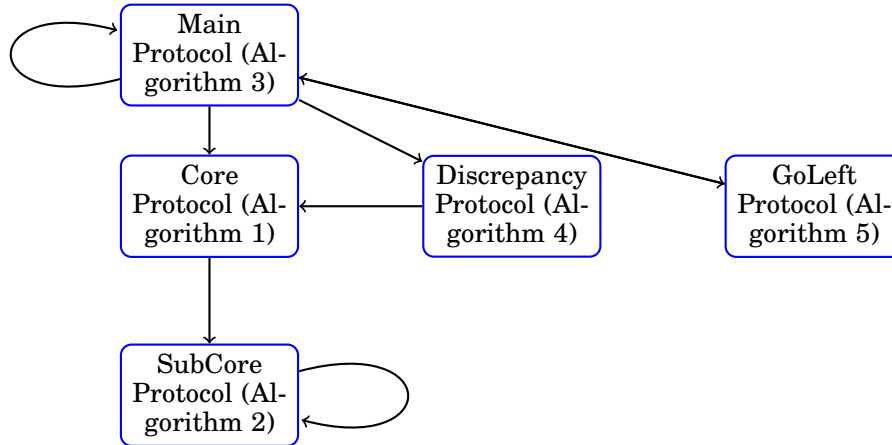 Main
Protocol (Al-
gorithm 3)
Core
Protocol (Al-
gorithm 1)
Discrepancy
Protocol (Al-
gorithm 4)
GoLeft
Protocol (Al-
gorithm 5)
SubCore
Protocol (Al-
gorithm 2)